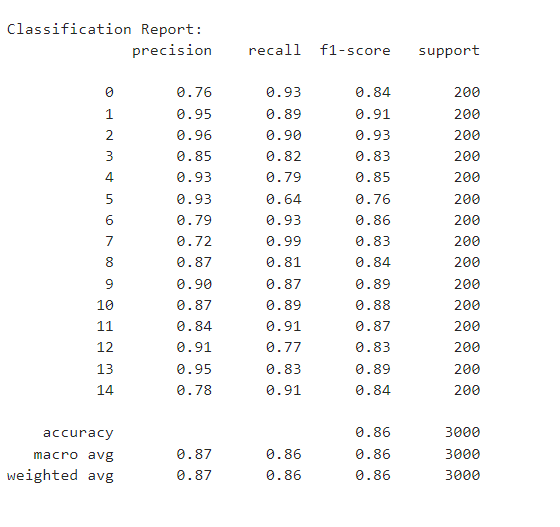 Classification Report:
precision recall f1-score support
0 0.76 0.93 0.84 200
1 0.95 0.89 0.91 200
2 0.96 0.90 0.93 200
3 0.85 0.82 0.83 200
4 0.93 0.79 0.85 200
5 0.93 0.64 0.76 200
6 0.79 0.93 0.86 200
7 0.72 0.99 0.83 200
8 0.87 0.81 0.84 200
9 0.90 0.87 0.89 200
10 0.87 0.89 0.88 200
11 0.84 0.91 0.87 200
12 0.91 0.77 0.83 200
13 0.95 0.83 0.89 200
14 0.78 0.91 0.84 200
accuracy 0.86 3000
macro avg 0.87 0.86 0.86 3000
weighted avg 0.87 0.86 0.86 3000